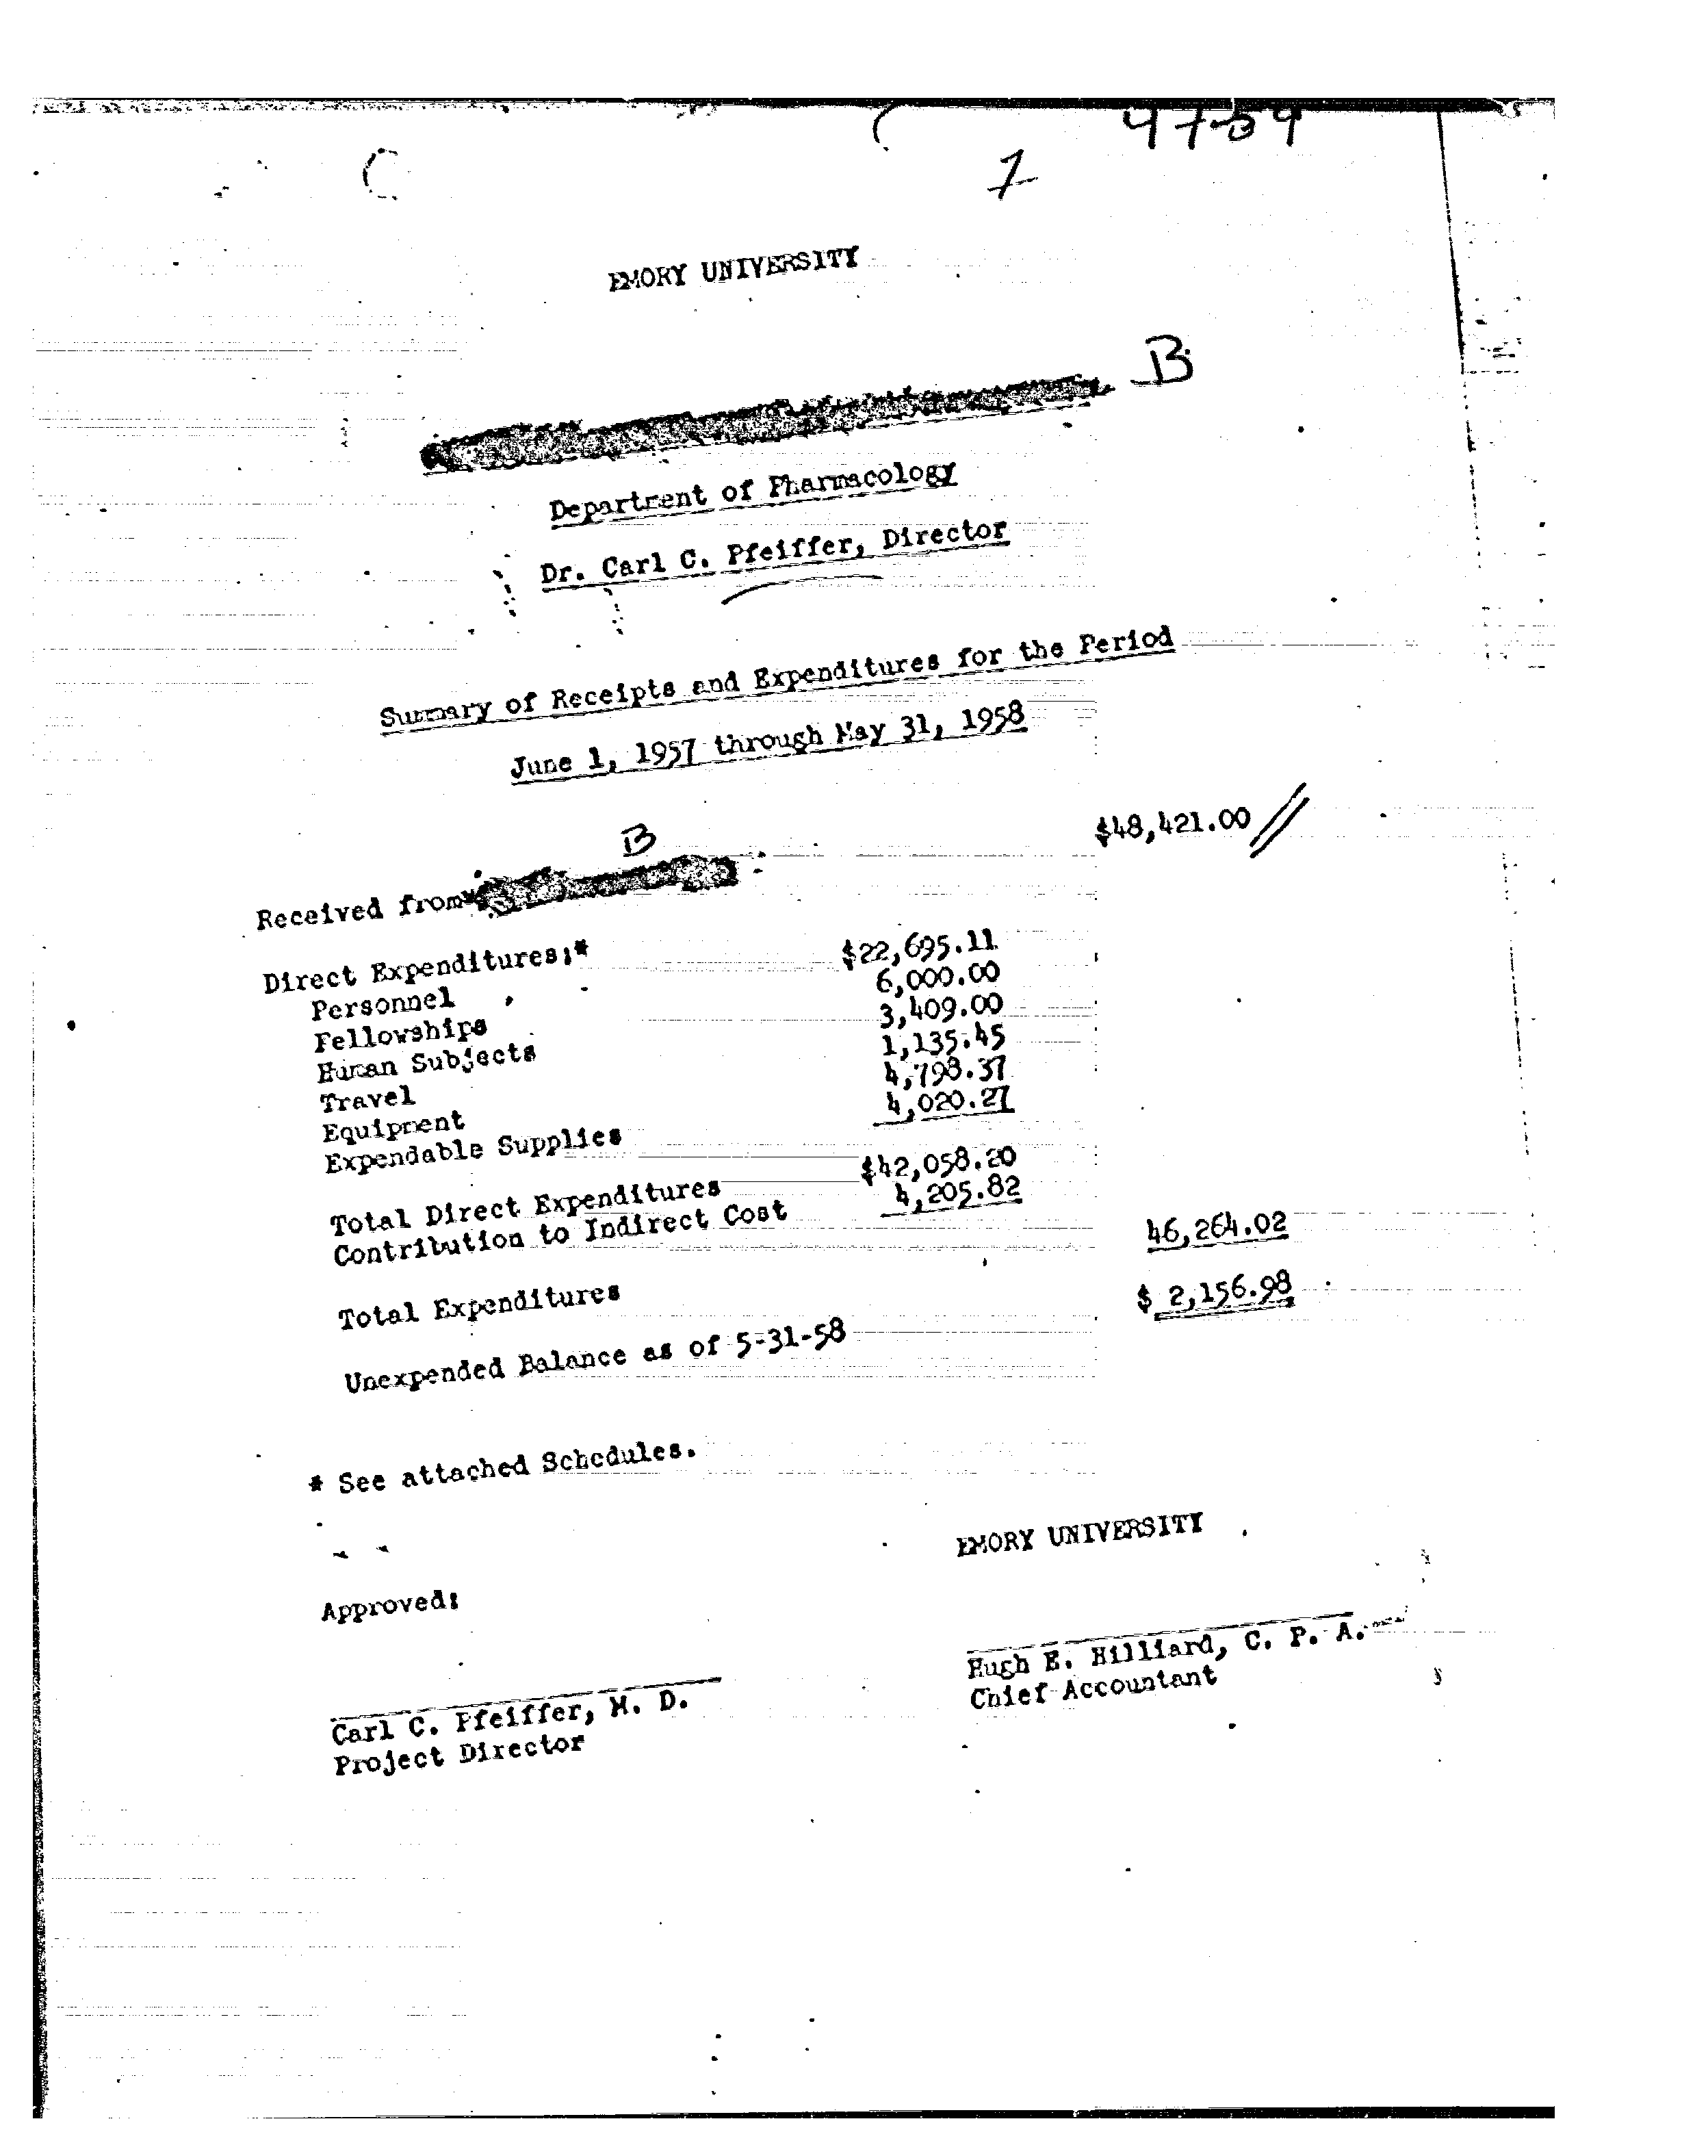 7
EMORY UNIVERSITY
B
Department of Pharmacology
Dr. Carl C. Pfeiffer, Director
Summary of Receipts and Expenditures for the Period
June 1, 1957 through May 31, 1958
B
Received from $48,421.00
Direct Expenditures:*
Personnel $22,695.11
Fellowships 6,000.00
Human Subjects 3,409.00
Travel 1,135.45
Equipment 4,798.37
Expendable Supplies 4,020.27
Total Direct Expenditures $42,058.20
Contribution to Indirect Cost 4,205.82
Total Expenditures 46,264.02
Unexpended Balance as of 5-31-58 $ 2,156.98
* See attached Schedules.
EMORY UNIVERSITY
Approved:
Hugh E. Hilliard, C. P. A.
Chief Accountant
Carl C. Pfeiffer, M. D.
Project Director